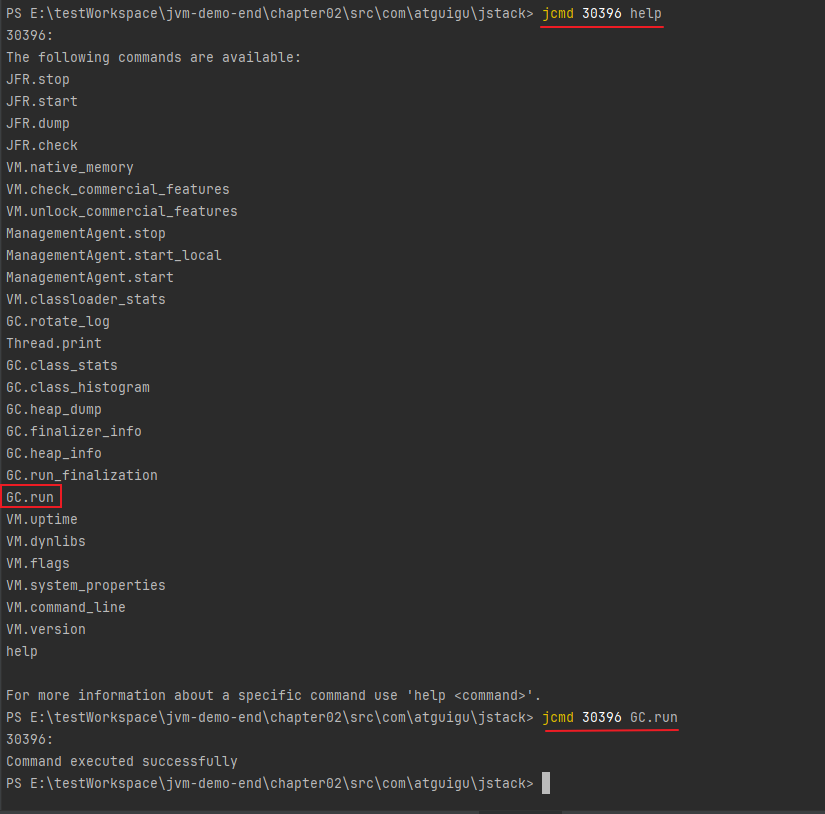 PS E:\testWorkspace\jvm-demo-end\chapter02\src\com\atguigu\jstack> jcmd 30396 help
30396:
The following commands are available:
JFR.stop
JFR.start
JFR.dump
JFR.check
VM.native_memory
VM.check_commercial_features
VM.unlock_commercial_features
ManagementAgent.stop
ManagementAgent.start_local
ManagementAgent.start
VM.classloader_stats
GC.rotate_log
Thread.print
GC.class_stats
GC.class_histogram
GC.heap_dump
GC.finalizer_info
GC.heap_info
GC.run_finalization
GC.run
VM.uptime
VM.dynlibs
VM.flags
VM.system_properties
VM.command_line
VM.version
help
For more information about a specific command use 'help <command>'.
PS E:\testWorkspace\jvm-demo-end\chapter02\src\com\atguigu\jstack> jcmd 30396 GC.run
30396:
Command executed successfully
PS E:\testWorkspace\jvm-demo-end\chapter02\src\com\atguigu\jstack>